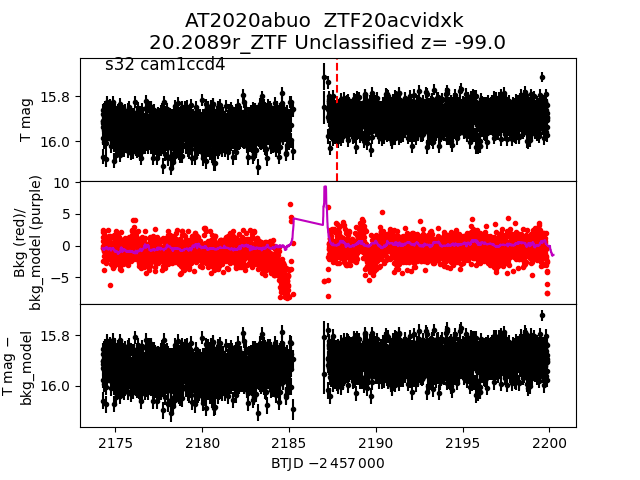 AT2020abuo  ZTF20acvidxk
20.2089r_ZTF Unclassified z= -99.0
s32 cam1ccd4
T mag
15.8
16.0
Bkg (red)/
bkg_model (purple)
10
5
0
−5
T mag −
bkg_model
15.8
16.0
2175
2180
2185
2190
2195
2200
BTJD −2 457 000